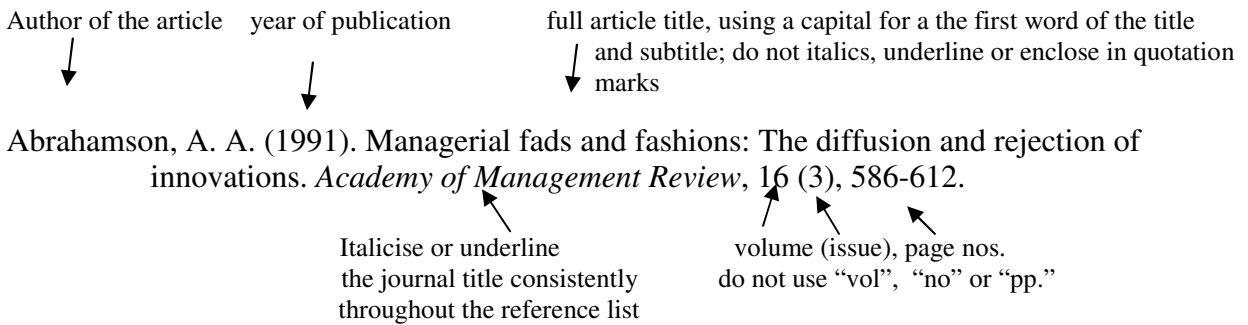 Author of the article year of publication full article title, using a capital for a the first word of the title
and subtitle; do not italics, underline or enclose in quotation
marks
Abrahamson, A. A. (1991). Managerial fads and fashions: The diffusion and rejection of
innovations. Academy of Management Review, 16 (3), 586-612.
Italicise or underline volume (issue), page nos.
the journal title consistently do not use “vol”, “no” or “pp.”
throughout the reference list